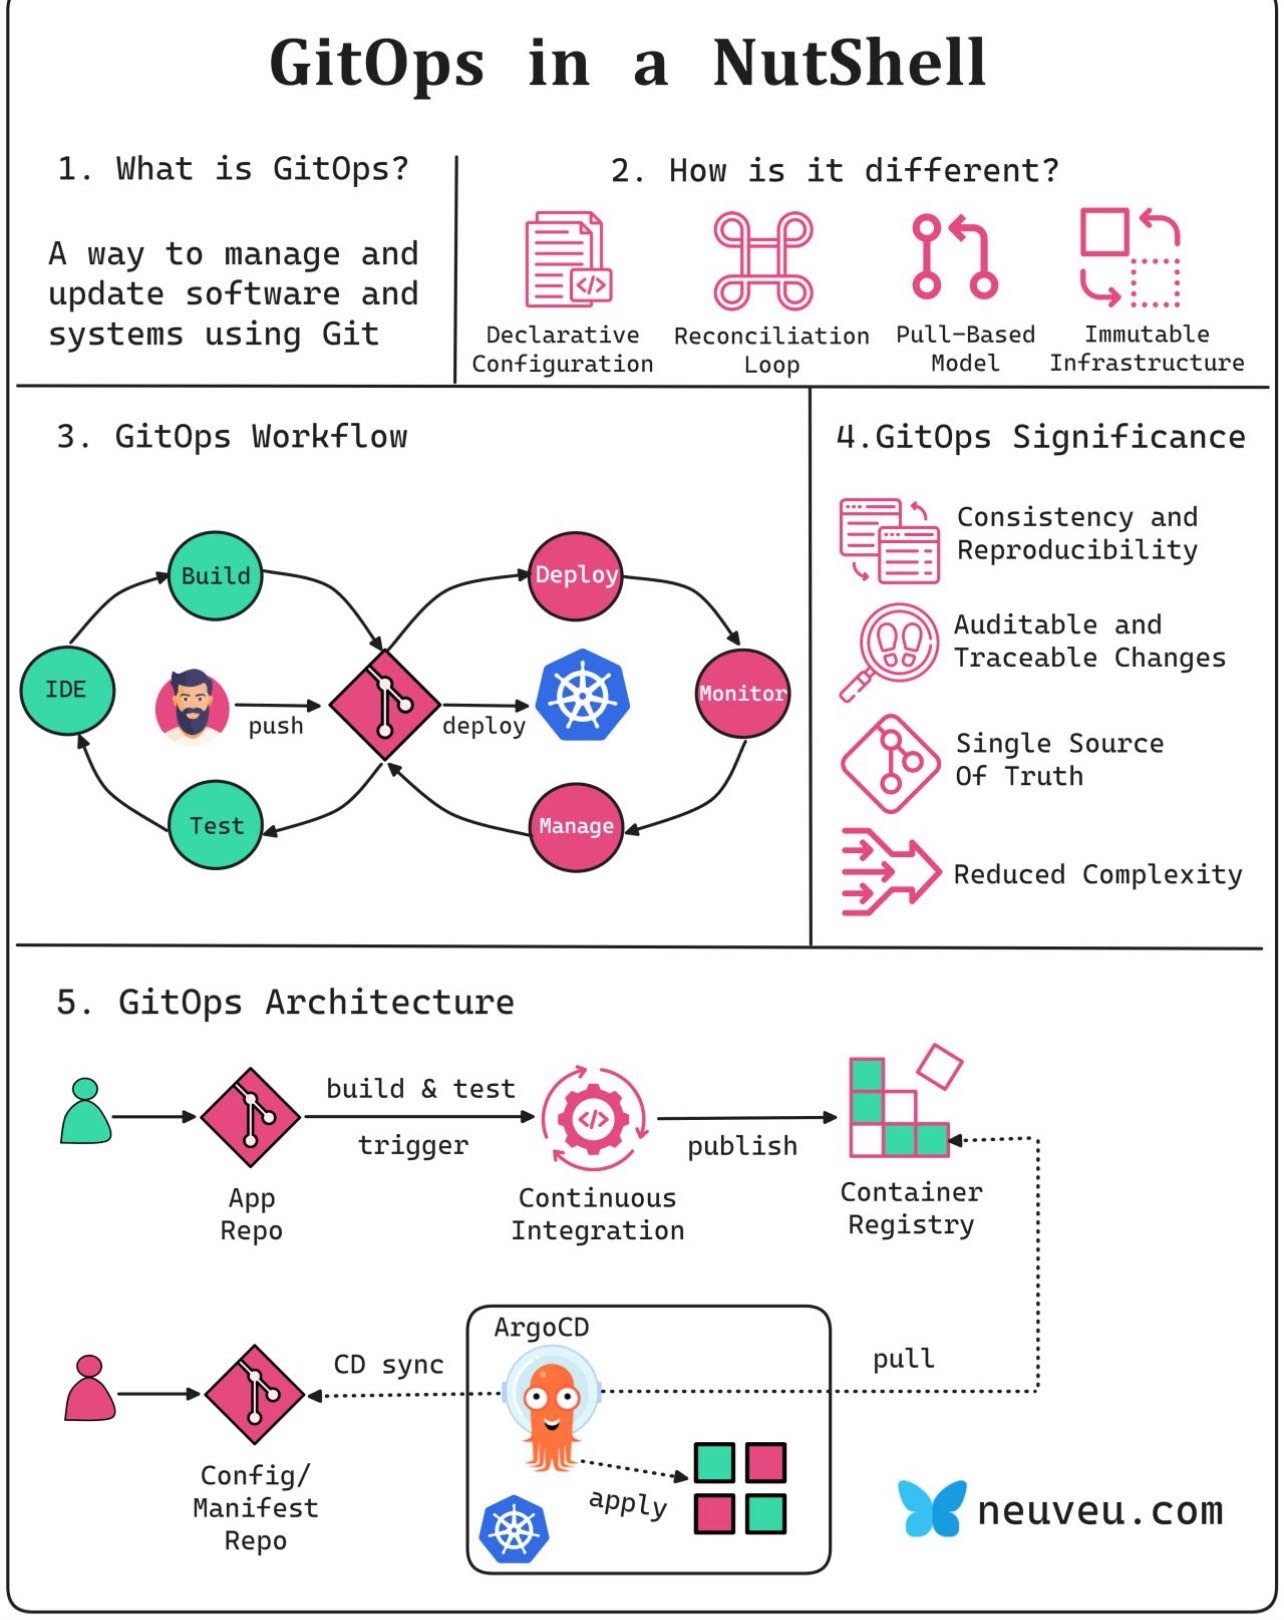 GitOps in a NutShell
1. What is GitOps?
A way to manage and
update software and
systems using Git
2. How is it different?
Declarative
Configuration
Reconciliation
Loop
Pull-Based
Model
Immutable
Infrastructure
3. GitOps Workflow
Build
IDE
Test
push
deploy
Deploy
Monitor
Manage
4.GitOps Significance
Consistency and
Reproducibility
Auditable and
Traceable Changes
Single Source
Of Truth
Reduced Complexity
5. GitOps Architecture
App
Repo
build & test
trigger
</>
Continuous
Integration
publish
Container
Registry
Config/
Manifest
Repo
CD sync
ArgoCD
apply
pull
neuveu.com